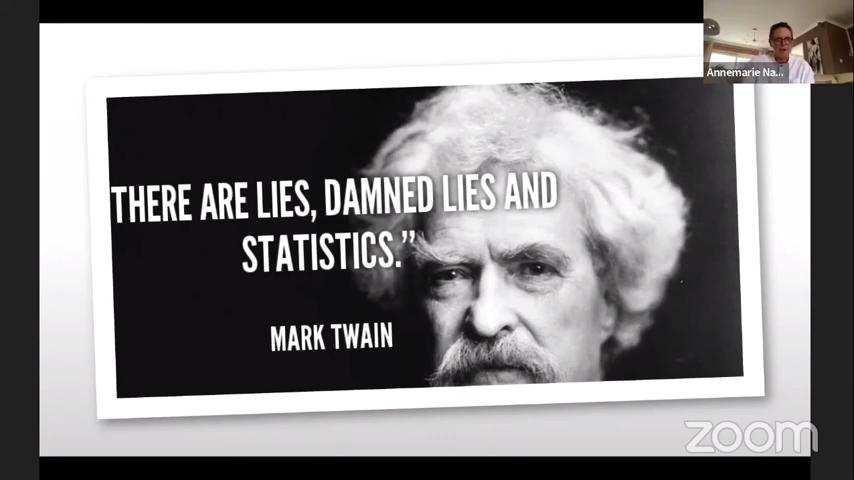 Annemarie Na...
THERE ARE LIES, DAMNED LIES AND
STATISTICS.”
MARK TWAIN
zoom